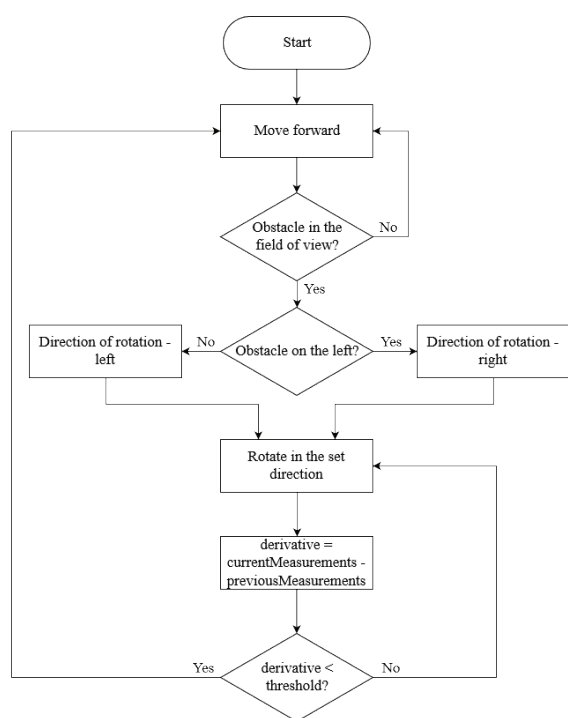 Start
Move forward
Obstacle in the
field of view?
No
Yes
Direction of rotation -
left
No
Obstacle on the left?
Yes
Direction of rotation -
right
Rotate in the set
direction
derivative =
currentMeasurements -
previousMeasurements
Yes
derivative <
threshold?
No